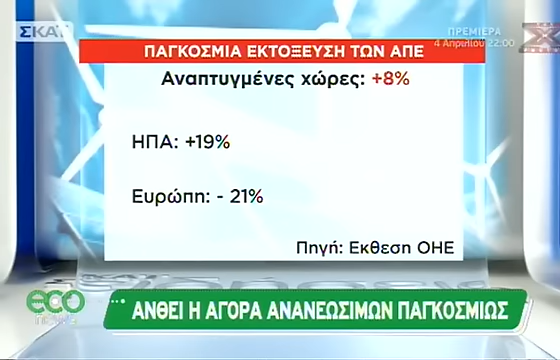 ΣΚΑΪ
ΠΡΕΜΙΕΡΑ
4 Απριλίου 22:00
ΠΑΓΚΟΣΜΙΑ ΕΚΤΟΞΕΥΣΗ ΤΩΝ ΑΠΕ
Αναπτυγμένες χώρες: +8%
ΗΠΑ: +19%
Ευρώπη: - 21%
Πηγή: Εκθεση ΟΗΕ
eco
news
ΑΝΘΕΙ Η ΑΓΟΡΑ ΑΝΑΝΕΩΣΙΜΩΝ ΠΑΓΚΟΣΜΙΩΣ